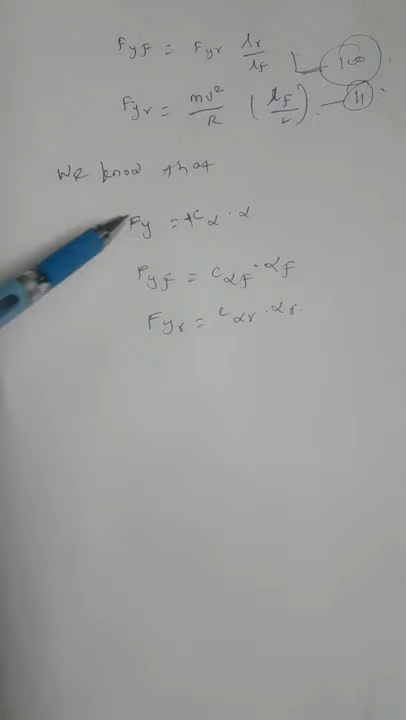 Fyf = Fyr lr/lf (10)
Fyr = mv²/R (lf/L). - (11)
We know that
Fy = Cα · α
Fyf = Cαf · αf
Fyr = Cαr · αr.